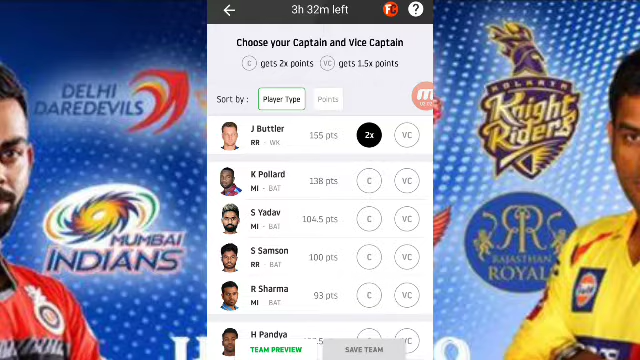 3h 32m left
FC
?
Choose your Captain and Vice Captain
C gets 2x points VC gets 1.5x points
Sort by : Player Type Points
J Buttler
RR - WK 155 pts 2x VC
K Pollard
MI - BAT 138 pts C VC
S Yadav
MI - BAT 104.5 pts C VC
S Samson
RR - BAT 100 pts C VC
R Sharma
MI - BAT 93 pts C VC
H Pandya
TEAM PREVIEW SAVE TEAM
DELHI
DAREDEVILS
MUMBAI
INDIANS
KOLKATA
Knight
Riders
RAJASTHAN
ROYALS